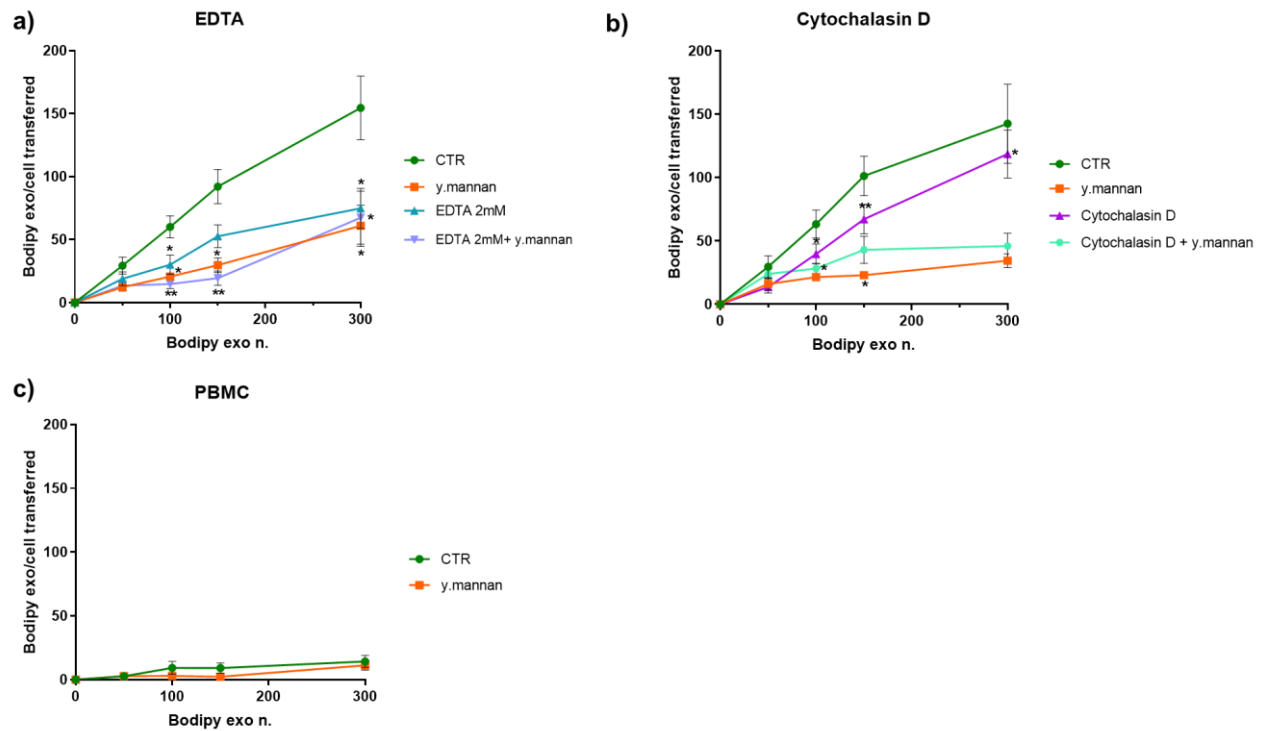 a)
EDTA
Bodipy exo/cell transferred
200
150
100
50
0
0
100
200
300
Bodipy exo n.
*
*
*
**
**
*
*
*
CTR
y.mannan
EDTA 2mM
EDTA 2mM+ y.mannan
b)
Cytochalasin D
Bodipy exo/cell transferred
200
150
100
50
0
0
100
200
300
Bodipy exo n.
*
*
**
*
*
CTR
y.mannan
Cytochalasin D
Cytochalasin D + y.mannan
c)
PBMC
Bodipy exo/cell transferred
200
150
100
50
0
0
100
200
300
Bodipy exo n.
CTR
y.mannan